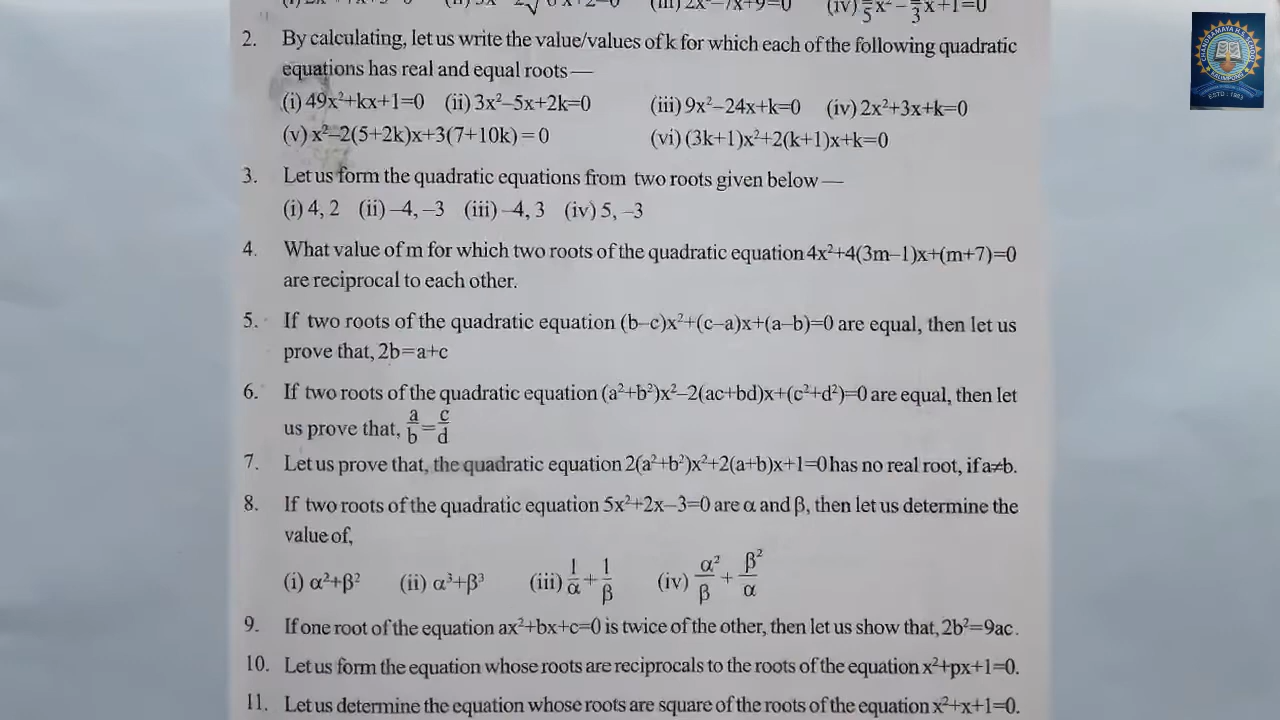 (iii) 2x²–7x+9=0 (iv) 2/5x²–2/3x+1=0
2. By calculating, let us write the value/values of k for which each of the following quadratic
equations has real and equal roots—
(i) 49x²+kx+1=0 (ii) 3x²–5x+2k=0 (iii) 9x²–24x+k=0 (iv) 2x²+3x+k=0
(v) x²–2(5+2k)x+3(7+10k) = 0 (vi) (3k+1)x²+2(k+1)x+k=0
3. Let us form the quadratic equations from two roots given below—
(i) 4, 2 (ii) –4, –3 (iii) –4, 3 (iv) 5, –3
4. What value of m for which two roots of the quadratic equation 4x²+4(3m–1)x+(m+7)=0
are reciprocal to each other.
5. If two roots of the quadratic equation (b–c)x²+(c–a)x+(a–b)=0 are equal, then let us
prove that, 2b=a+c
6. If two roots of the quadratic equation (a²+b²)x²–2(ac+bd)x+(c²+d²)=0 are equal, then let
us prove that, a/b=c/d
7. Let us prove that, the quadratic equation 2(a²+b²)x²+2(a+b)x+1=0 has no real root, if a≠b.
8. If two roots of the quadratic equation 5x²+2x–3=0 are α and β, then let us determine the
value of,
(i) α²+β² (ii) α³+β³ (iii) 1/α+1/β (iv) α²/β+β²/α
9. If one root of the equation ax²+bx+c=0 is twice of the other, then let us show that, 2b²=9ac.
10. Let us form the equation whose roots are reciprocals to the roots of the equation x²+px+1=0.
11. Let us determine the equation whose roots are square of the roots of the equation x²+x+1=0.